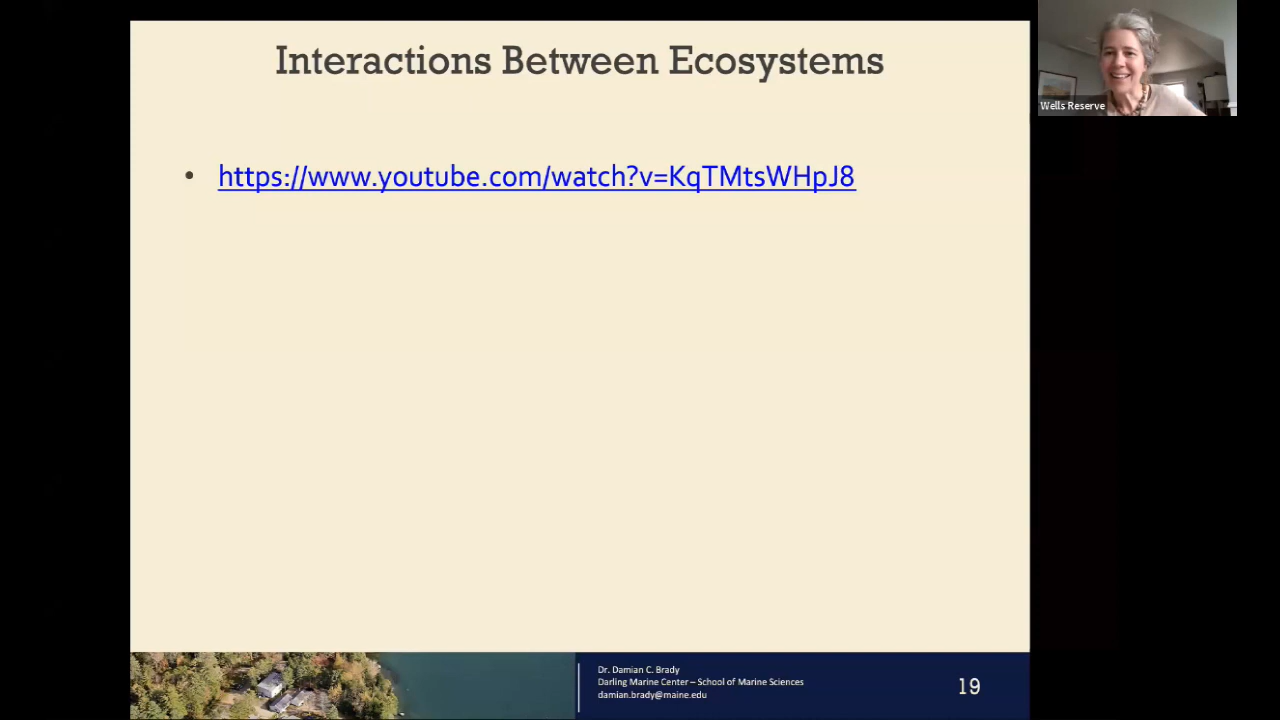 Interactions Between Ecosystems
Wells Reserve
• https://www.youtube.com/watch?v=KqTMtsWHpJ8
Dr. Damian C. Brady
Darling Marine Center – School of Marine Sciences
damian.brady@maine.edu
19